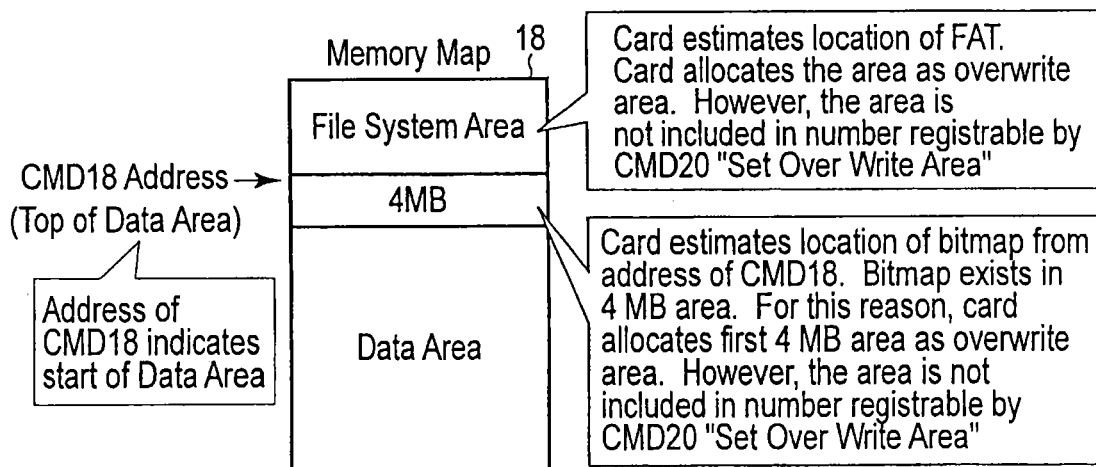 Memory Map
18
File System Area
CMD18 Address
(Top of Data Area)
4MB
Address of
CMD18 indicates
start of Data Area
Data Area
Card estimates location of FAT.
Card allocates the area as overwrite
area. However, the area is
not included in number registrable by
CMD20 "Set Over Write Area"
Card estimates location of bitmap from
address of CMD18. Bitmap exists in
4 MB area. For this reason, card
allocates first 4 MB area as overwrite
area. However, the area is not
included in number registrable by
CMD20 "Set Over Write Area"